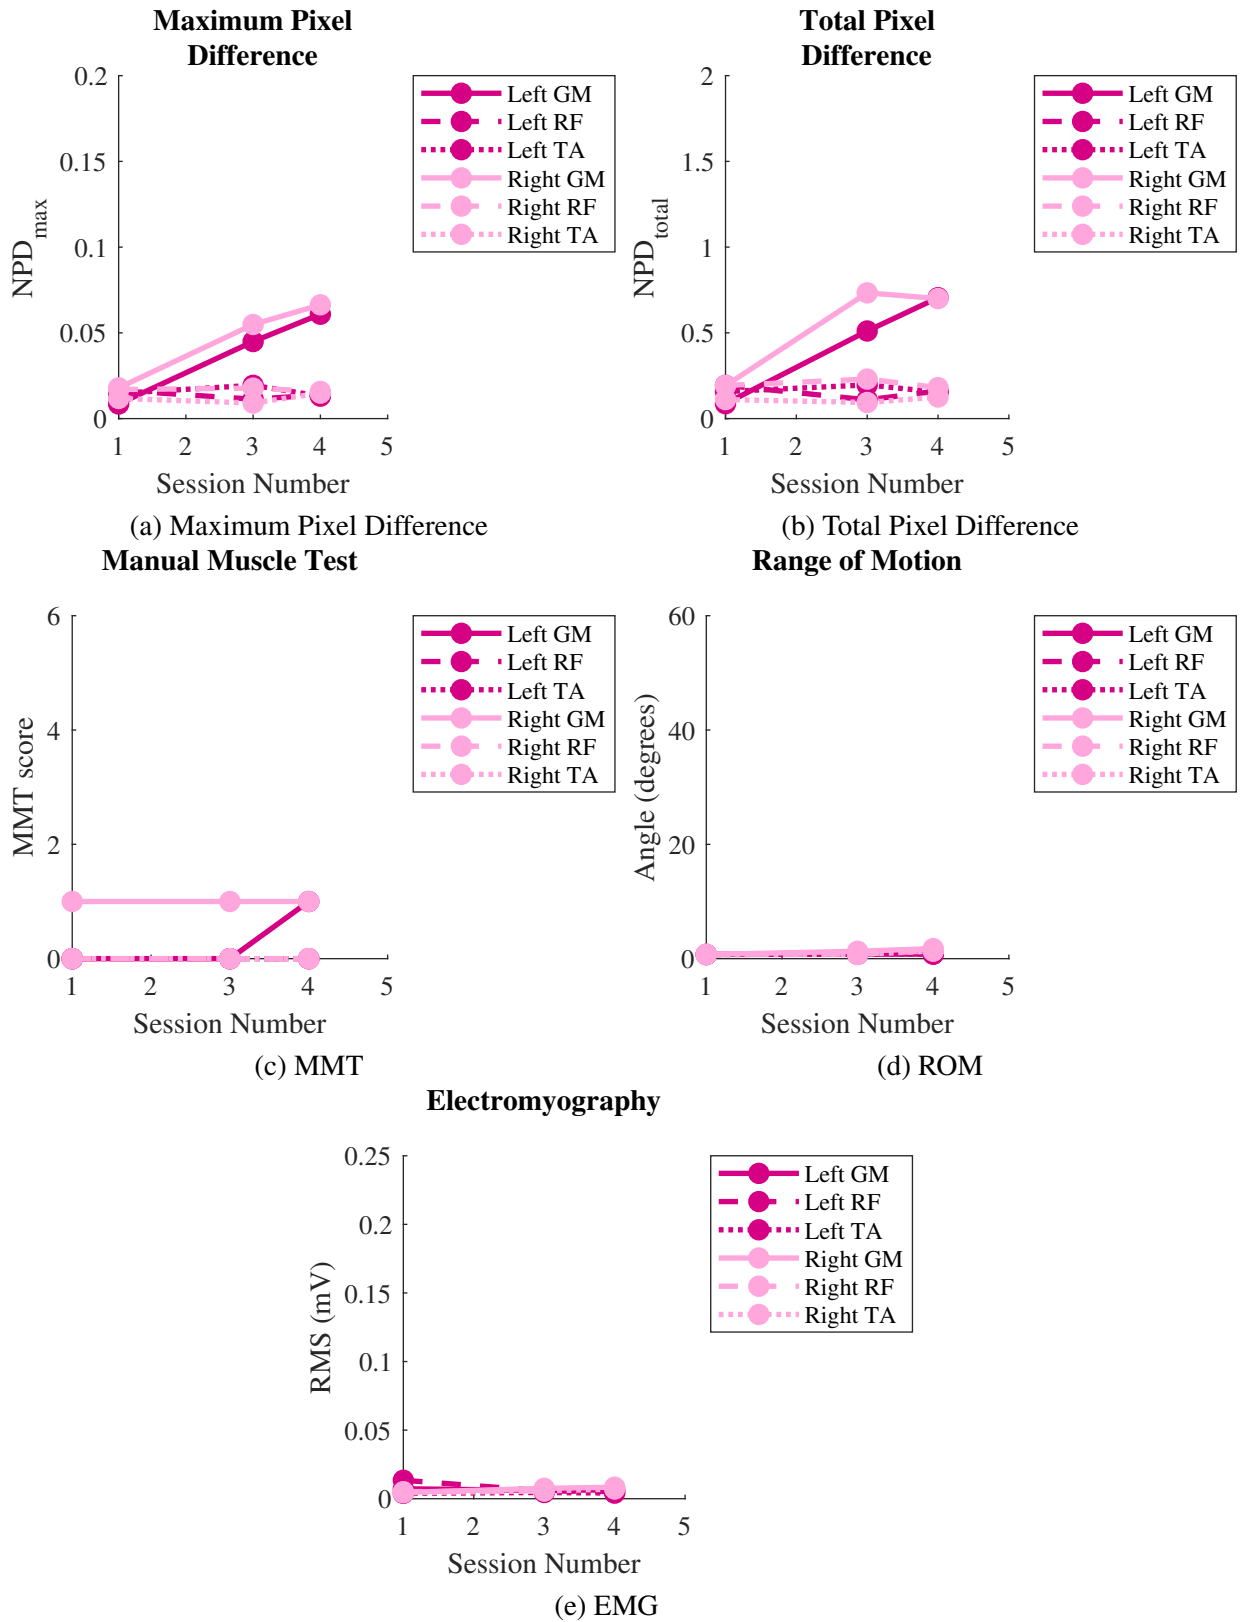 Maximum Pixel
Difference
0.2
0.15
0.1
0.05
0
NPD_max
1 2 3 4 5
Session Number
Left GM
Left RF
Left TA
Right GM
Right RF
Right TA
(a) Maximum Pixel Difference
Total Pixel
Difference
2
1.5
1
0.5
0
NPD_total
1 2 3 4 5
Session Number
Left GM
Left RF
Left TA
Right GM
Right RF
Right TA
(b) Total Pixel Difference
Manual Muscle Test
6
4
2
0
MMT score
1 2 3 4 5
Session Number
Left GM
Left RF
Left TA
Right GM
Right RF
Right TA
(c) MMT
Range of Motion
60
40
20
0
Angle (degrees)
1 2 3 4 5
Session Number
Left GM
Left RF
Left TA
Right GM
Right RF
Right TA
(d) ROM
Electromyography
0.25
0.2
0.15
0.1
0.05
0
RMS (mV)
1 2 3 4 5
Session Number
Left GM
Left RF
Left TA
Right GM
Right RF
Right TA
(e) EMG